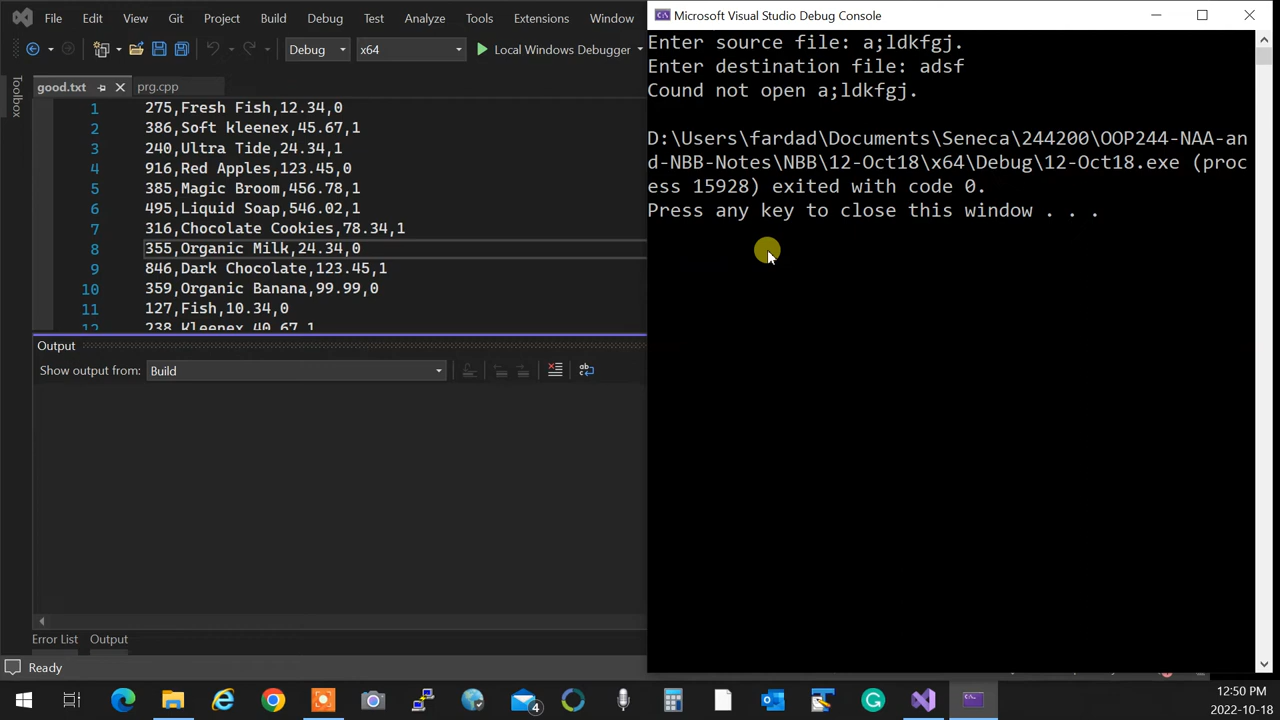 File Edit View Git Project Build Debug Test Analyze Tools Extensions Window
Microsoft Visual Studio Debug Console
Debug x64 Local Windows Debugger
Toolbox
good.txt prg.cpp
1 275,Fresh Fish,12.34,0
2 386,Soft kleenex,45.67,1
3 240,Ultra Tide,24.34,1
4 916,Red Apples,123.45,0
5 385,Magic Broom,456.78,1
6 495,Liquid Soap,546.02,1
7 316,Chocolate Cookies,78.34,1
8 355,Organic Milk,24.34,0
9 846,Dark Chocolate,123.45,1
10 359,Organic Banana,99.99,0
11 127,Fish,10.34,0
12 238,Kleenex,40.67,1
Output
Show output from: Build
Error List Output
Ready
Enter source file: a;ldkfgj.
Enter destination file: adsf
Cound not open a;ldkfgj.
D:\Users\fardad\Documents\Seneca\244200\OOP244-NAA-an
d-NBB-Notes\NBB\12-Oct18\x64\Debug\12-Oct18.exe (proc
ess 15928) exited with code 0.
Press any key to close this window . . .
4
12:50 PM
2022-10-18